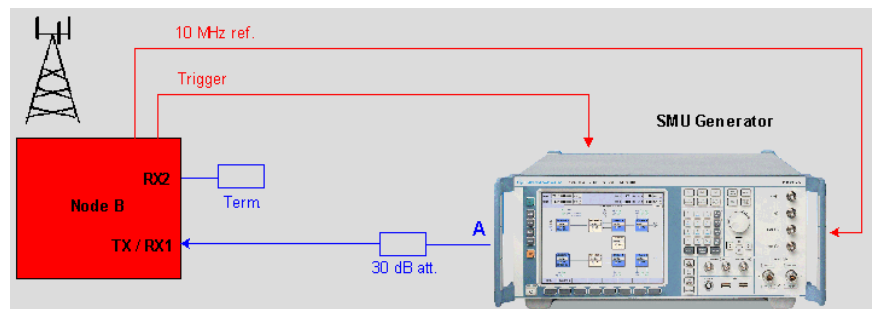 10 MHz ref.
Trigger
SMU Generator
RX2
Term.
Node B
A
TX / RX1
30 dB att.